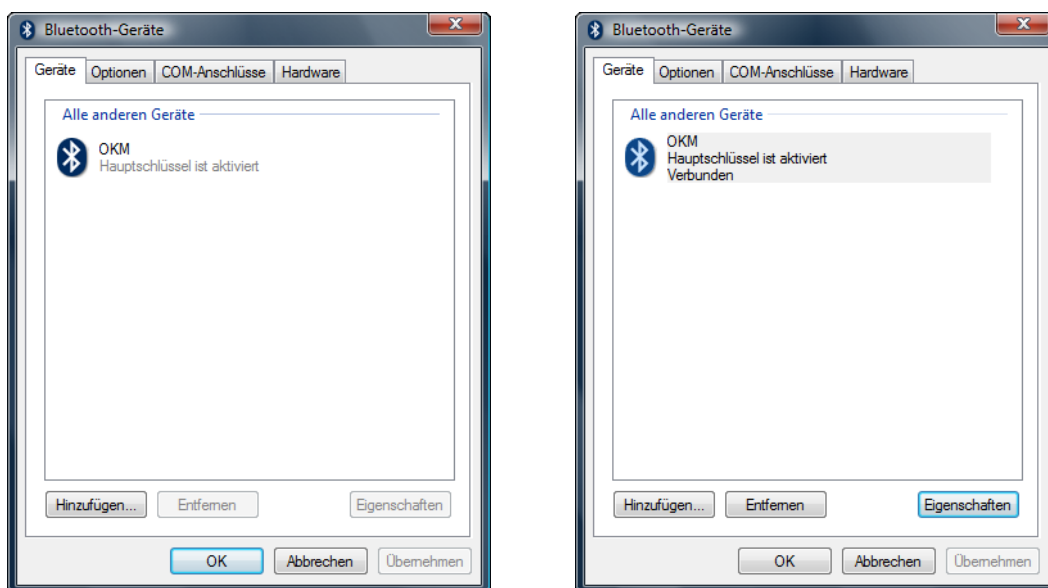 Bluetooth-Geräte
Geräte Optionen COM-Anschlüsse Hardware
Alle anderen Geräte
OKM
Hauptschlüssel ist aktiviert
Hinzufügen... Entfernen Eigenschaften
OK Abbrechen Übernehmen
Bluetooth-Geräte
Geräte Optionen COM-Anschlüsse Hardware
Alle anderen Geräte
OKM
Hauptschlüssel ist aktiviert
Verbunden
Hinzufügen... Entfernen Eigenschaften
OK Abbrechen Übernehmen